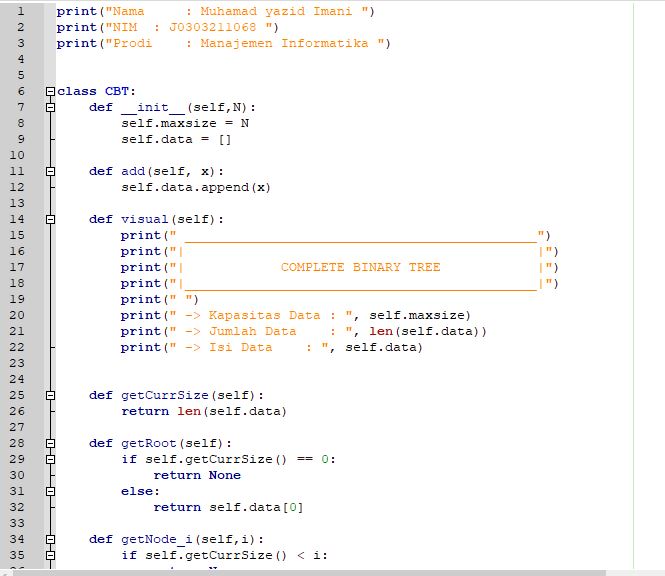 1 print("Nama     : Muhamad yazid Imani ")
2 print("NIM  : J0303211068 ")
3 print("Prodi    : Manajemen Informatika ")
4
5
6 class CBT:
7     def __init__(self,N):
8         self.maxsize = N
9         self.data = []
10
11     def add(self, x):
12         self.data.append(x)
13
14     def visual(self):
15         print(" ____________________________________________")
16         print("|                                            |")
17         print("|            COMPLETE BINARY TREE            |")
18         print("|____________________________________________|")
19         print(" ")
20         print(" -> Kapasitas Data : ", self.maxsize)
21         print(" -> Jumlah Data    : ", len(self.data))
22         print(" -> Isi Data    : ", self.data)
23
24
25     def getCurrSize(self):
26         return len(self.data)
27
28     def getRoot(self):
29         if self.getCurrSize() == 0:
30             return None
31         else:
32             return self.data[0]
33
34     def getNode_i(self,i):
35         if self.getCurrSize() < i: